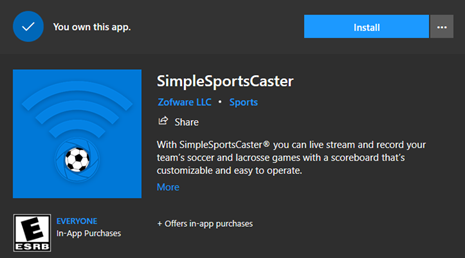 You own this app.
Install
...
SimpleSportsCaster
Zofware LLC • Sports
Share
With SimpleSportsCaster® you can live stream and record your
team's soccer and lacrosse games with a scoreboard that's
customizable and easy to operate.
More
E
ESRB
EVERYONE
In-App Purchases
+ Offers in-app purchases